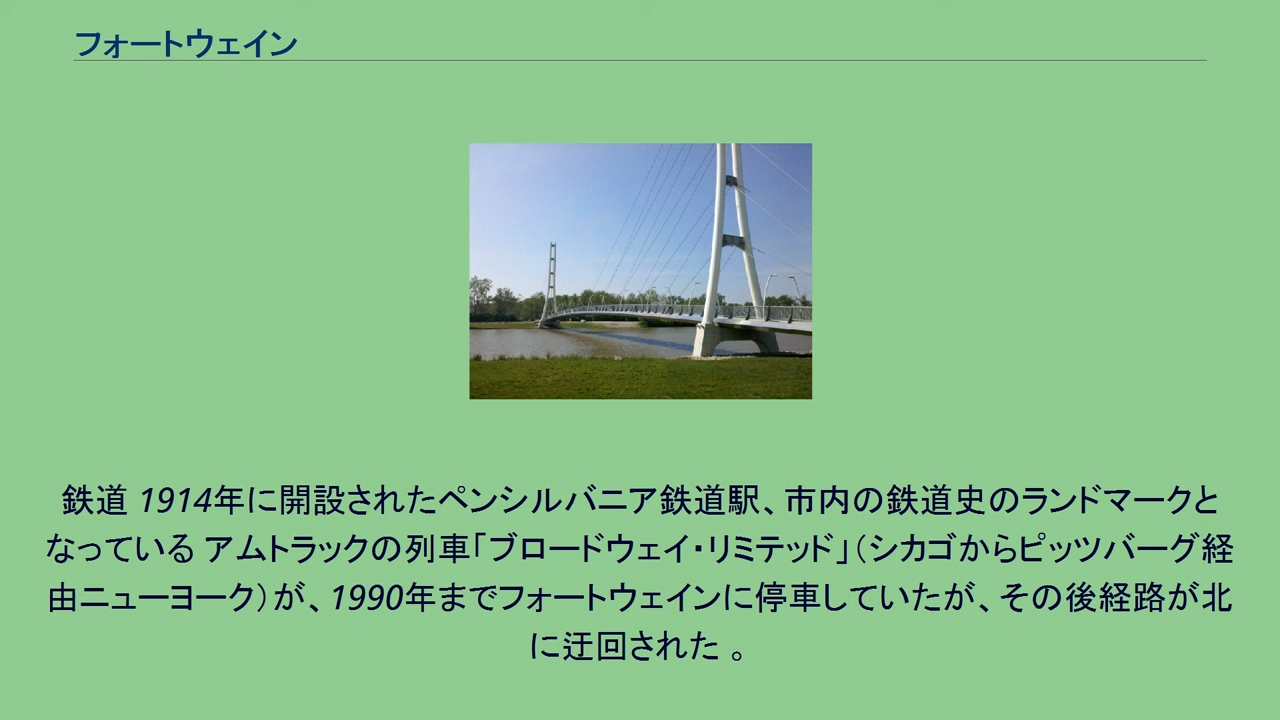 フォートウェイン
鉄道 1914年に開設されたペンシルバニア鉄道駅、市内の鉄道史のランドマークと
なっている アムトラックの列車「ブロードウェイ・リミテッド」（シカゴからピッツバーグ経
由ニューヨーク）が、1990年までフォートウェインに停車していたが、その後経路が北
に迂回された 。